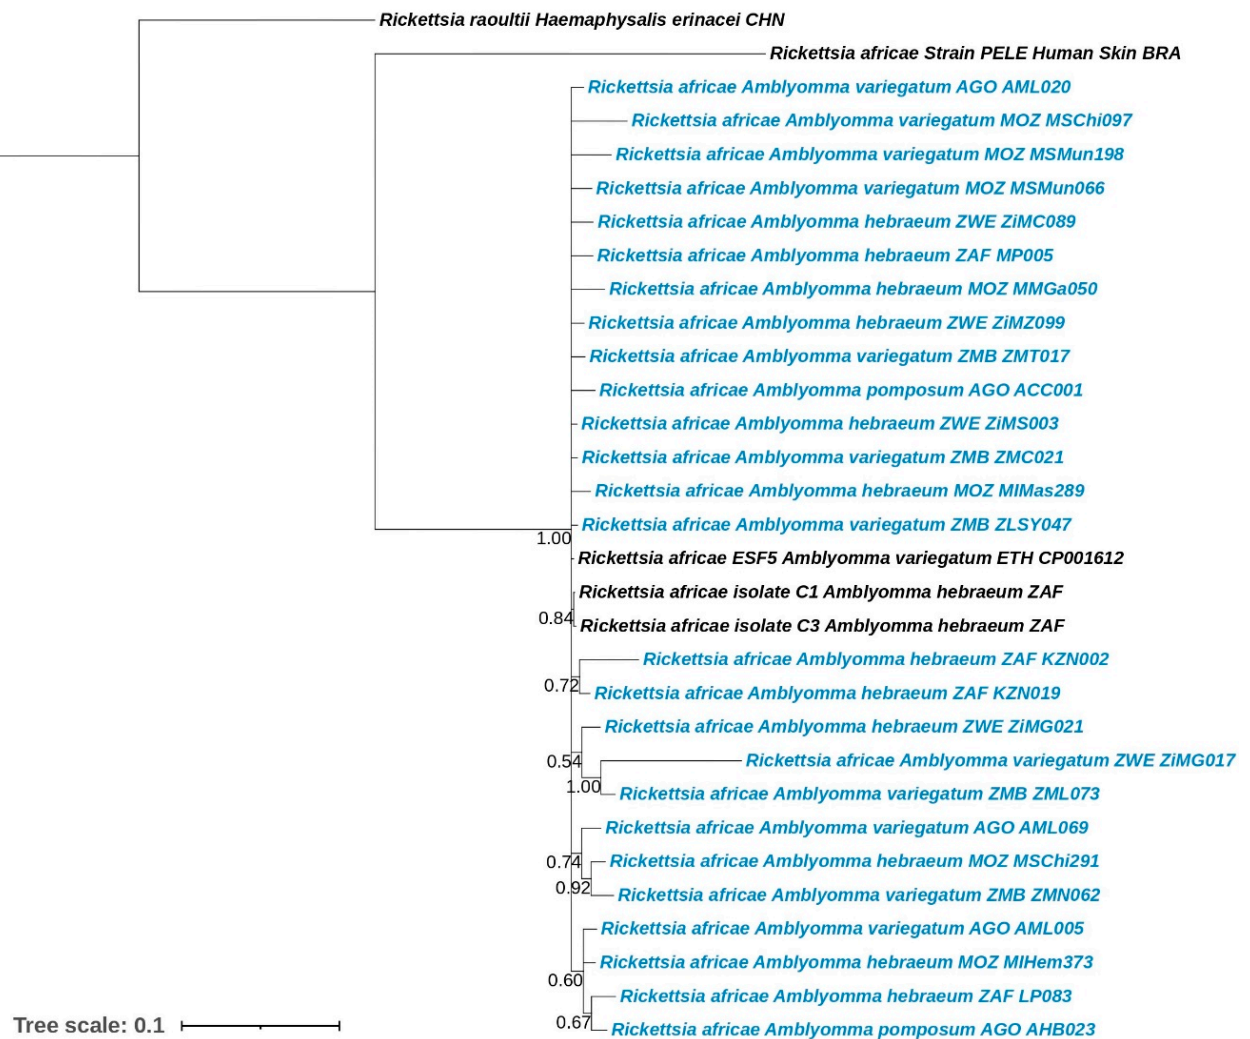 Rickettsia raoultii Haemaphysalis erinacei CHN
Rickettsia africae Strain PELE Human Skin BRA
Rickettsia africae Amblyomma variegatum AGO AML020
Rickettsia africae Amblyomma variegatum MOZ MSChi097
Rickettsia africae Amblyomma variegatum MOZ MSMun198
Rickettsia africae Amblyomma variegatum MOZ MSMun066
Rickettsia africae Amblyomma hebraeum ZWE ZiMC089
Rickettsia africae Amblyomma hebraeum ZAF MP005
Rickettsia africae Amblyomma hebraeum MOZ MMGa050
Rickettsia africae Amblyomma hebraeum ZWE ZiMZ099
Rickettsia africae Amblyomma variegatum ZMB ZMT017
Rickettsia africae Amblyomma pomposum AGO ACC001
Rickettsia africae Amblyomma hebraeum ZWE ZiMS003
Rickettsia africae Amblyomma variegatum ZMB ZMC021
Rickettsia africae Amblyomma hebraeum MOZ MIMas289
Rickettsia africae Amblyomma variegatum ZMB ZLSY047
1.00
Rickettsia africae ESF5 Amblyomma variegatum ETH CP001612
Rickettsia africae isolate C1 Amblyomma hebraeum ZAF
0.84
Rickettsia africae isolate C3 Amblyomma hebraeum ZAF
Rickettsia africae Amblyomma hebraeum ZAF KZN002
0.72
Rickettsia africae Amblyomma hebraeum ZAF KZN019
Rickettsia africae Amblyomma hebraeum ZWE ZiMG021
0.54
Rickettsia africae Amblyomma variegatum ZWE ZiMG017
1.00
Rickettsia africae Amblyomma variegatum ZMB ZML073
Rickettsia africae Amblyomma variegatum AGO AML069
0.74
Rickettsia africae Amblyomma hebraeum MOZ MSChi291
0.92
Rickettsia africae Amblyomma variegatum ZMB ZMN062
Rickettsia africae Amblyomma variegatum AGO AML005
Rickettsia africae Amblyomma hebraeum MOZ MIHem373
0.60
Rickettsia africae Amblyomma hebraeum ZAF LP083
0.67
Rickettsia africae Amblyomma pomposum AGO AHB023
Tree scale: 0.1